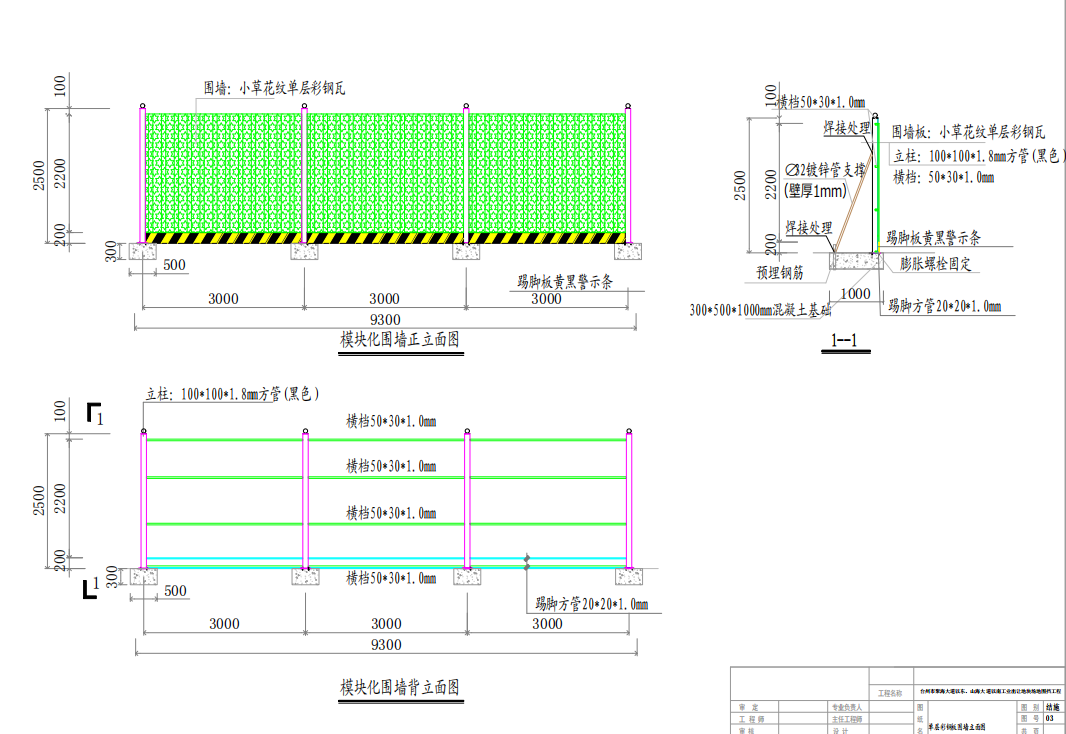 围墙：小草花纹单层彩钢瓦
100
2500
2200
200
300
500
踢脚板黄黑警示条
3000
3000
3000
9300
模块化围墙正立面图
100
横档50*30*1.0mm
焊接处理
围墙板：小草花纹单层彩钢瓦
立柱：100*100*1.8mm方管(黑色)
横档：50*30*1.0mm
2500
2200
∅32镀锌管支撑
(壁厚1mm)
焊接处理
200
踢脚板黄黑警示条
膨胀螺栓固定
预埋钢筋
1000
300*500*1000mm混凝土基础
踢脚方管20*20*1.0mm
1--1
立柱：100*100*1.8mm方管(黑色)
100
1
横档50*30*1.0mm
横档50*30*1.0mm
2500
2200
横档50*30*1.0mm
200
300
横档50*30*1.0mm
1
500
踢脚方管20*20*1.0mm
3000
3000
3000
9300
模块化围墙背立面图
工程名称
审 定
专业负责人
图
图 别
结施
工 程 师
主任工程师
纸
图 号
03
审 核
设 计
名
单层彩钢板围墙立面图